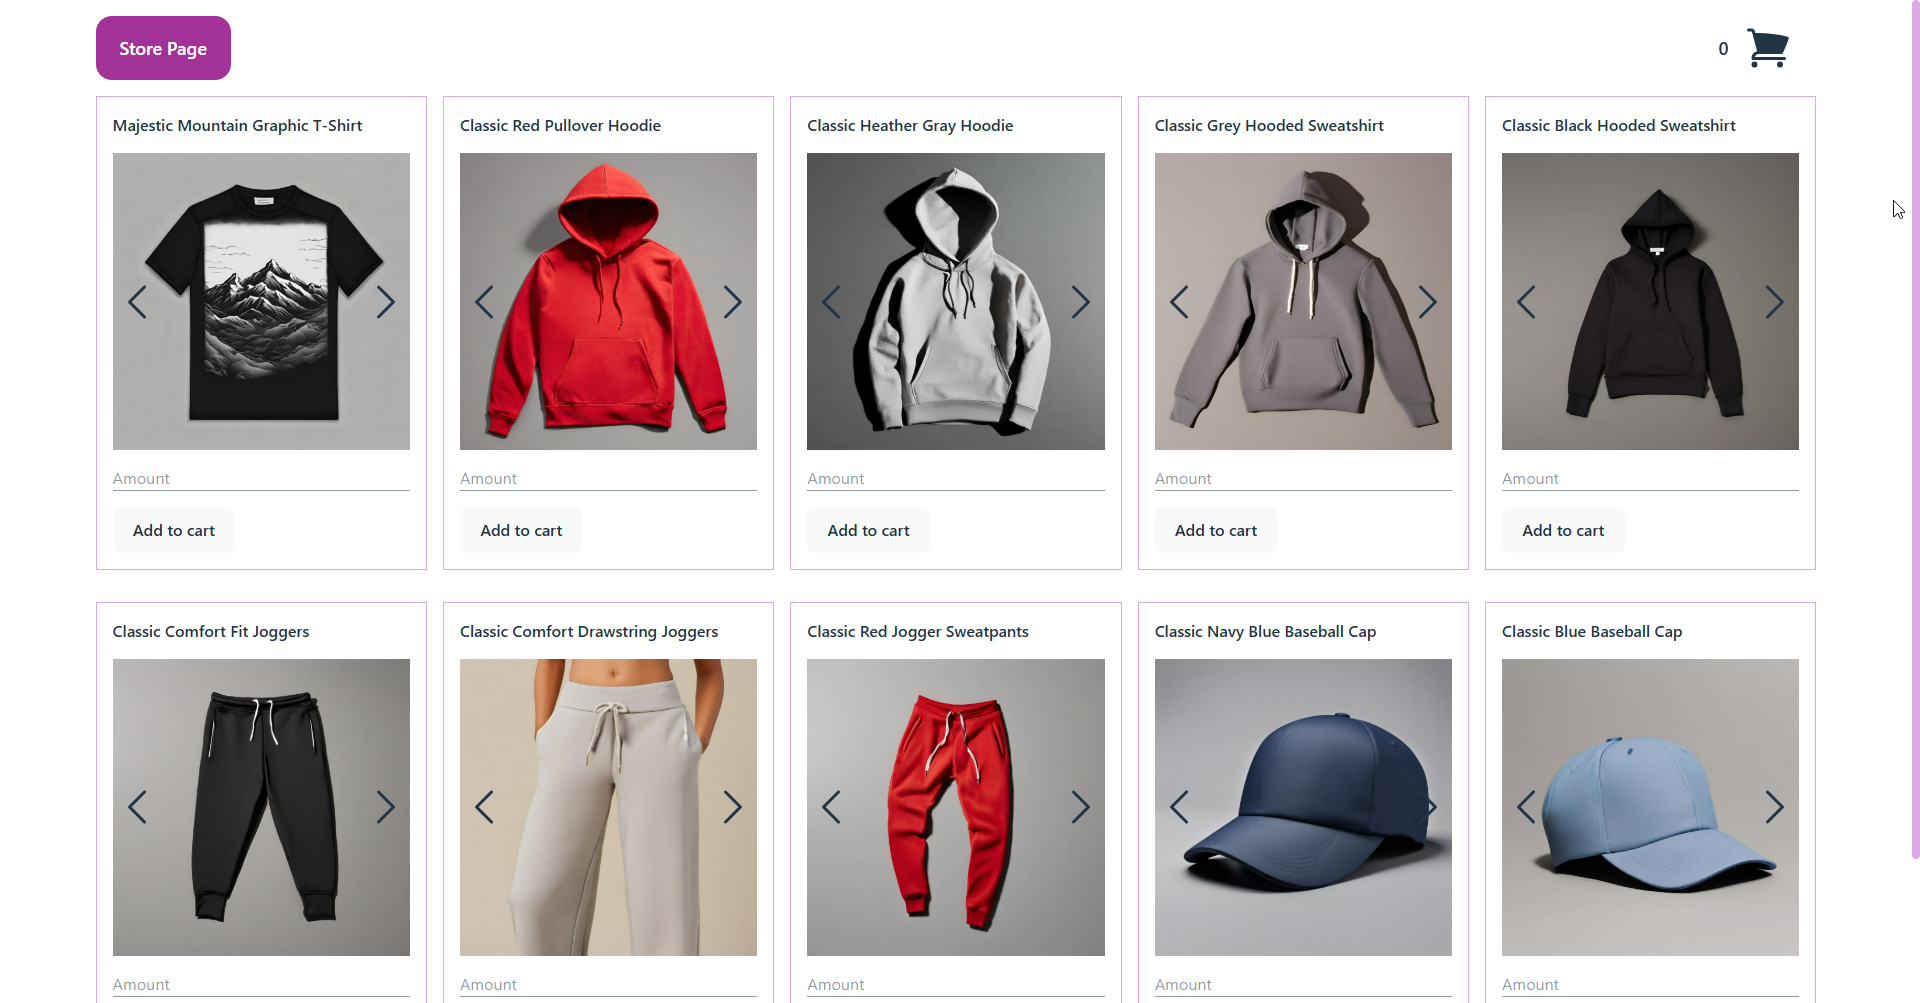 Store Page
0
Majestic Mountain Graphic T-Shirt
Classic Red Pullover Hoodie
Classic Heather Gray Hoodie
Classic Grey Hooded Sweatshirt
Classic Black Hooded Sweatshirt
Amount
Amount
Amount
Amount
Amount
Add to cart
Add to cart
Add to cart
Add to cart
Add to cart
Classic Comfort Fit Joggers
Classic Comfort Drawstring Joggers
Classic Red Jogger Sweatpants
Classic Navy Blue Baseball Cap
Classic Blue Baseball Cap
Amount
Amount
Amount
Amount
Amount